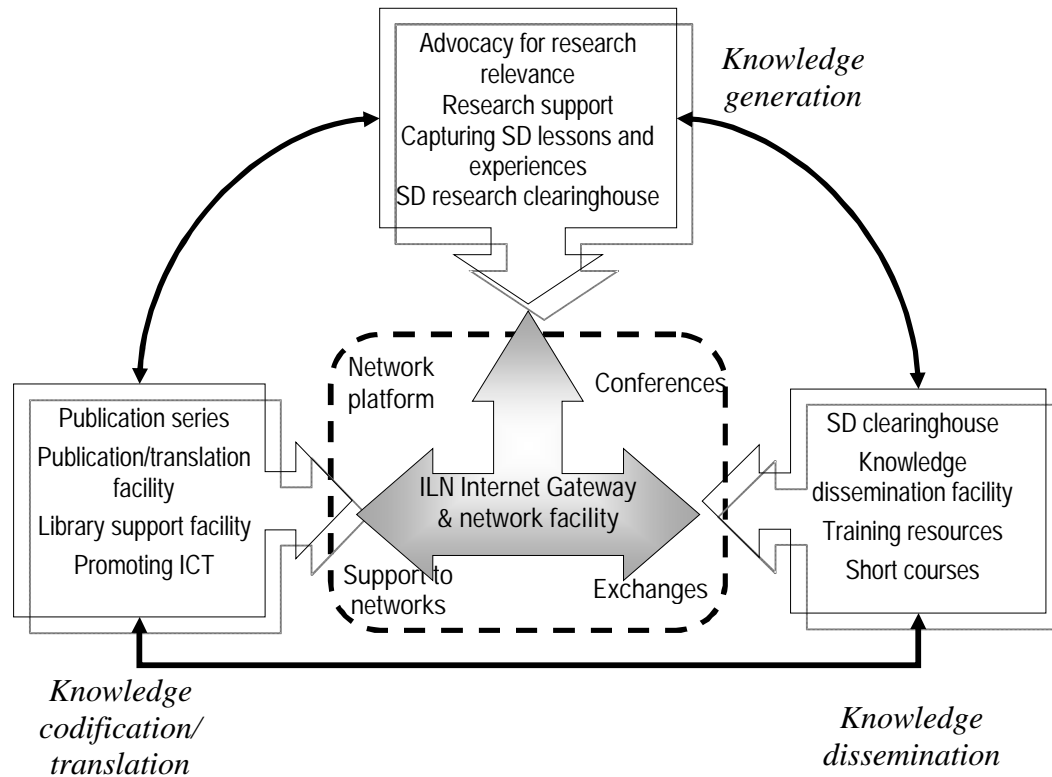 Advocacy for research
relevance
Research support
Capturing SD lessons and
experiences
SD research clearinghouse
Knowledge
generation
Network
platform
Conferences
Publication series
Publication/translation
facility
Library support facility
Promoting ICT
ILN Internet Gateway
& network facility
SD clearinghouse
Knowledge
dissemination facility
Training resources
Short courses
Support to
networks
Exchanges
Knowledge
codification/
translation
Knowledge
dissemination